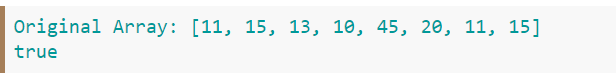 Original Array: [11, 15, 13, 10, 45, 20, 11, 15]
true